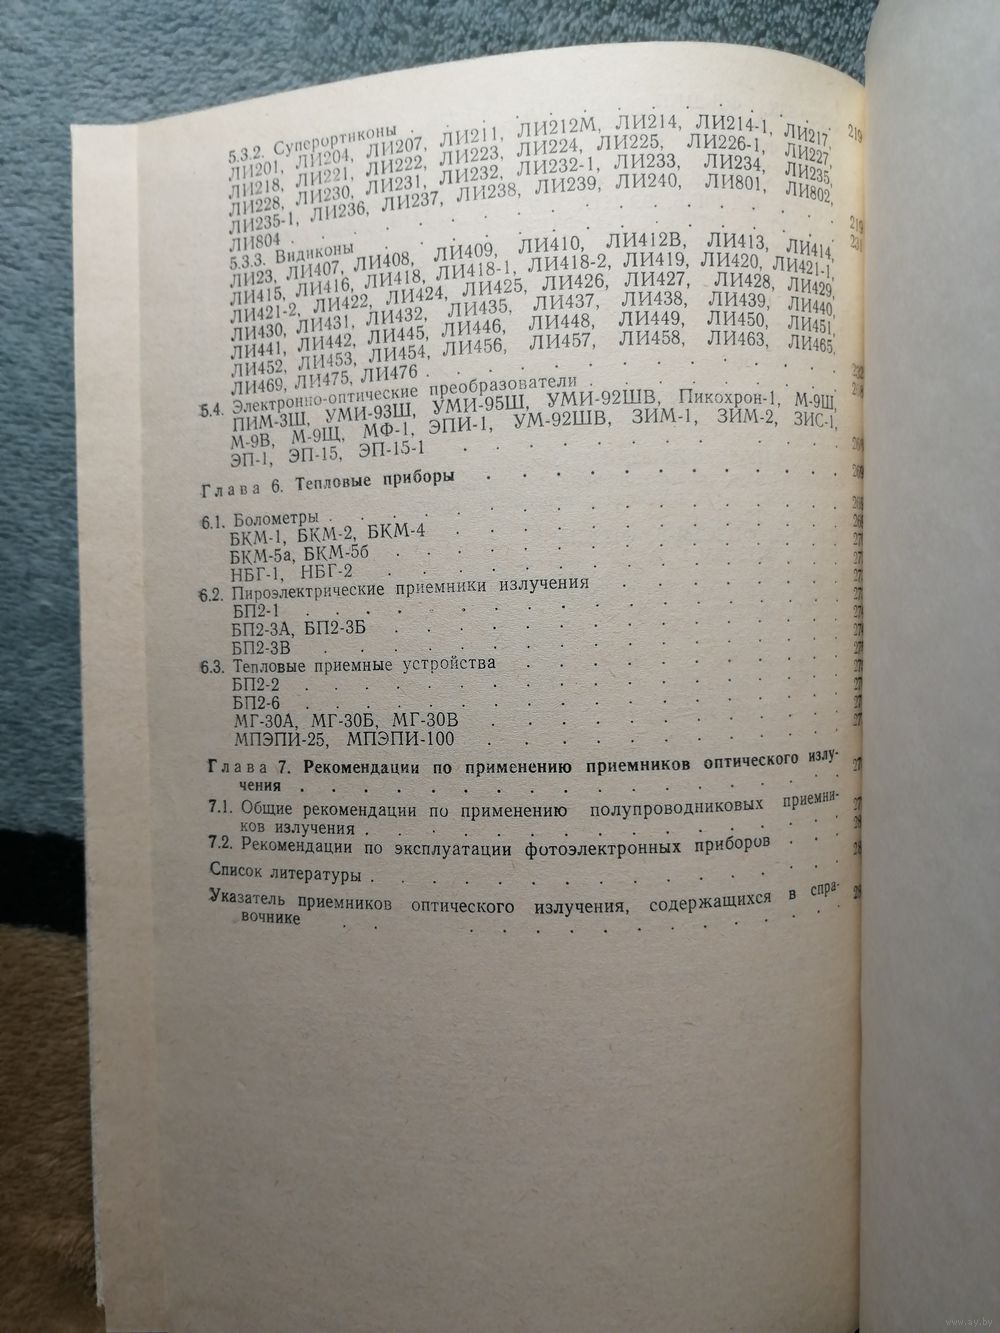 5.3.2. Суперортиконы . . . . . . . . . 219
ЛИ201, ЛИ204, ЛИ207, ЛИ211, ЛИ212М, ЛИ214, ЛИ214-1, ЛИ217,
ЛИ218, ЛИ221, ЛИ222, ЛИ223, ЛИ224, ЛИ225, ЛИ226-1, ЛИ227,
ЛИ228, ЛИ230, ЛИ231, ЛИ232, ЛИ232-1, ЛИ233, ЛИ234, ЛИ235,
ЛИ235-1, ЛИ236, ЛИ237, ЛИ238, ЛИ239, ЛИ240, ЛИ801, ЛИ802,
ЛИ804 . . . . . . . . . . 219
5.3.3. Видиконы . . . . . . . . . 231
ЛИ23, ЛИ407, ЛИ408, ЛИ409, ЛИ410, ЛИ412В, ЛИ413, ЛИ414,
ЛИ415, ЛИ416, ЛИ418, ЛИ418-1, ЛИ418-2, ЛИ419, ЛИ420, ЛИ421-1,
ЛИ421-2, ЛИ422, ЛИ424, ЛИ425, ЛИ426, ЛИ427, ЛИ428, ЛИ429,
ЛИ430, ЛИ431, ЛИ432, ЛИ435, ЛИ437, ЛИ438, ЛИ439, ЛИ440,
ЛИ441, ЛИ442, ЛИ445, ЛИ446, ЛИ448, ЛИ449, ЛИ450, ЛИ451,
ЛИ452, ЛИ453, ЛИ454, ЛИ456, ЛИ457, ЛИ458, ЛИ463, ЛИ465,
ЛИ469, ЛИ475, ЛИ476 . . . . . . . . 232
5.4. Электронно-оптические преобразователи . . . . . .
ПИМ-3Ш, УМИ-93Ш, УМИ-95Ш, УМИ-92ШВ, Пикохрон-1, М-9Ш,
М-9В, М-9Щ, МФ-1, ЭПИ-1, УМ-92ШВ, ЗИМ-1, ЗИМ-2, ЗИС-1,
ЭП-1, ЭП-15, ЭП-15-1 . . . . . . . .
Глава 6. Тепловые приборы . . . . . . . . 269
6.1. Болометры . . . . . . . . . .
БКМ-1, БКМ-2, БКМ-4 . . . . . . . .
БКМ-5а, БКМ-5б . . . . . . . . .
НБГ-1, НБГ-2 . . . . . . . . .
6.2. Пироэлектрические приемники излучения . . . . .
БП2-1 . . . . . . . . . .
БП2-3А, БП2-3Б . . . . . . . . .
БП2-3В . . . . . . . . . .
6.3. Тепловые приемные устройства . . . . . . .
БП2-2 . . . . . . . . . .
БП2-6 . . . . . . . . . .
МГ-30А, МГ-30Б, МГ-30В . . . . . . .
МПЭПИ-25, МПЭПИ-100 . . . . . . .
Глава 7. Рекомендации по применению приемников оптического излу-
чения . . . . . . . . . .
7.1. Общие рекомендации по применению полупроводниковых приемни-
ков излучения . . . . . . . . .
7.2. Рекомендации по эксплуатации фотоэлектронных приборов . . .
Список литературы . . . . . . . . .
Указатель приемников оптического излучения, содержащихся в спра-
вочнике . . . . . . . . . .
www.ay.by